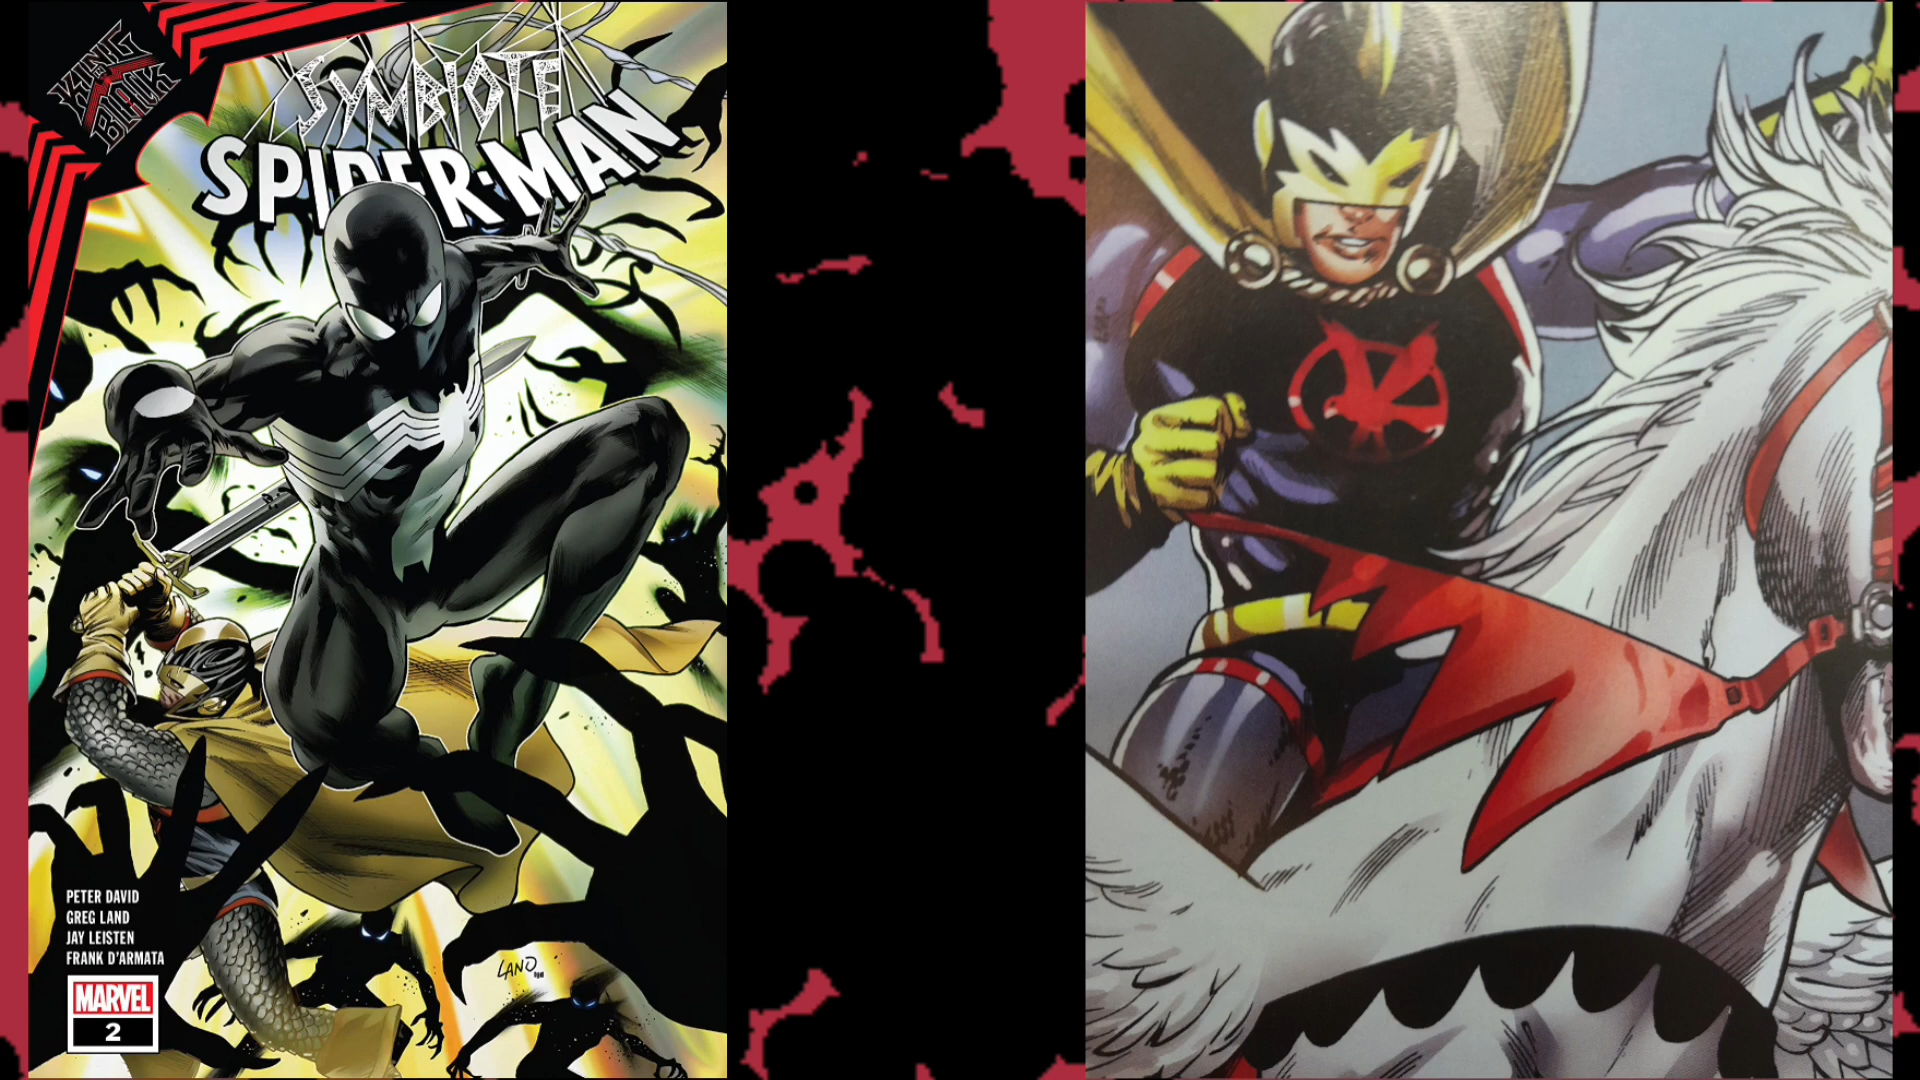 KING
IN
BLACK
SYMBIOTE
SPIDER-MAN
PETER DAVID
GREG LAND
JAY LEISTEN
FRANK D'ARMATA
LAND
MARVEL
2